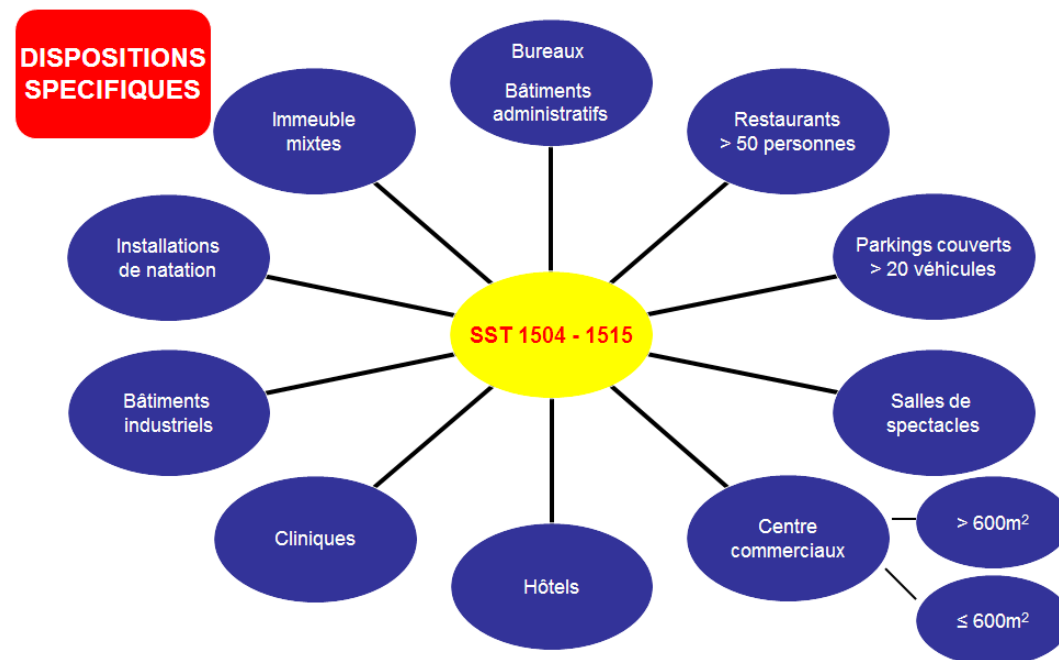 DISPOSITIONS
SPECIFIQUES
Bureaux
Bâtiments
administratifs
Immeuble
mixtes
Restaurants
> 50 personnes
Installations
de natation
Parkings couverts
> 20 véhicules
SST 1504 - 1515
Bâtiments
industriels
Salles de
spectacles
Cliniques
Hôtels
Centre
commerciaux
> 600m²
≤ 600m²